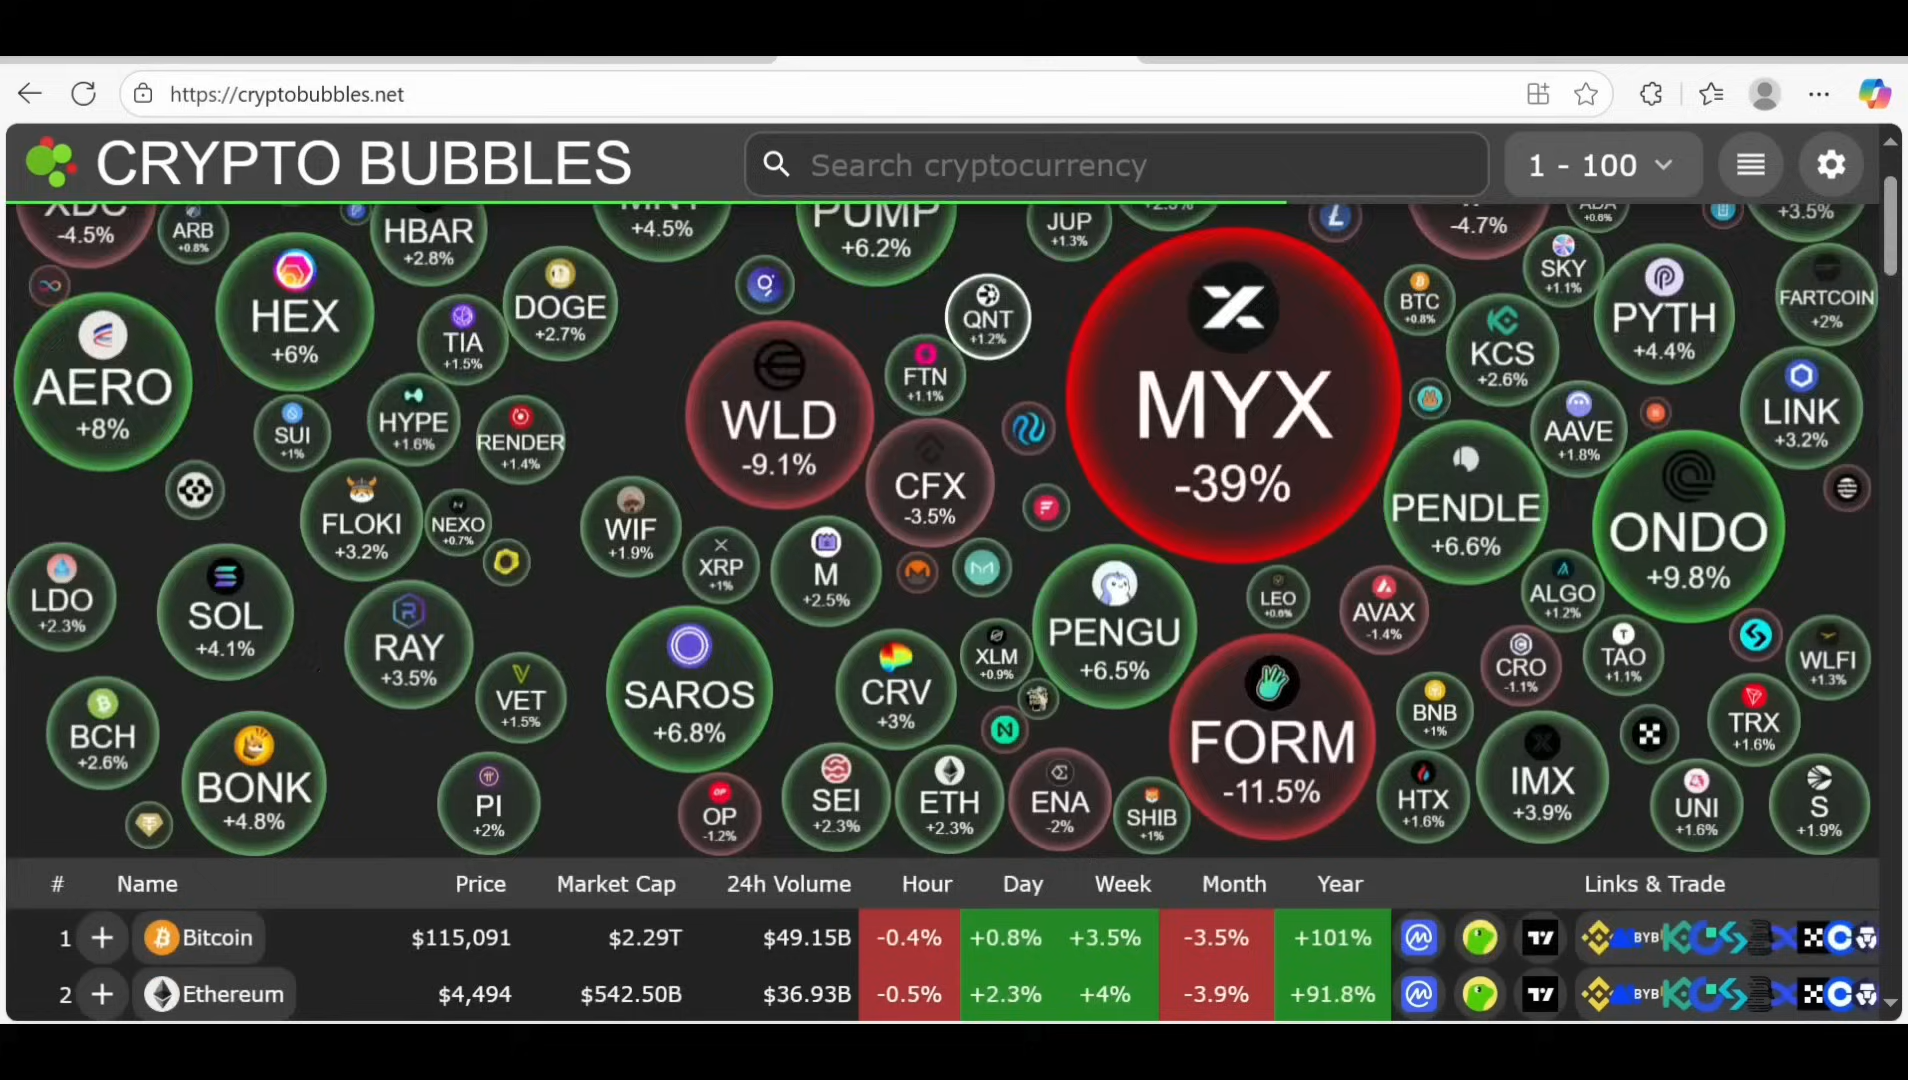 https://cryptobubbles.net
CRYPTO BUBBLES
Search cryptocurrency
1 - 100
XDC
-4.5%
ARB
+0.8%
HBAR
+2.8%
+4.5%
PUMP
+6.2%
JUP
+1.3%
-4.7%
+0.6%
+3.5%
HEX
+6%
DOGE
+2.7%
TIA
+1.5%
QNT
+1.2%
BTC
+0.8%
SKY
+1.1%
PYTH
+4.4%
FARTCOIN
+2%
AERO
+8%
SUI
+1%
HYPE
+1.6%
RENDER
+1.4%
WLD
-9.1%
FTN
+1.1%
MYX
-39%
KCS
+2.6%
AAVE
+1.8%
LINK
+3.2%
FLOKI
+3.2%
NEXO
+0.7%
WIF
+1.9%
CFX
-3.5%
PENDLE
+6.6%
ONDO
+9.8%
LDO
+2.3%
SOL
+4.1%
RAY
+3.5%
XRP
+1%
M
+2.5%
PENGU
+6.5%
LEO
+0.6%
AVAX
-1.4%
ALGO
+1.2%
BCH
+2.6%
VET
+1.5%
SAROS
+6.8%
CRV
+3%
XLM
+0.9%
CRO
-1.1%
TAO
+1.1%
WLFI
+1.3%
BONK
+4.8%
PI
+2%
OP
OP
-1.2%
SEI
+2.3%
ETH
+2.3%
ENA
-2%
SHIB
+1%
FORM
-11.5%
BNB
+1%
HTX
+1.6%
IMX
+3.9%
TRX
+1.6%
UNI
+1.6%
S
+1.9%
# Name Price Market Cap 24h Volume Hour Day Week Month Year Links & Trade
1 + Bitcoin $115,091 $2.29T $49.15B -0.4% +0.8% +3.5% -3.5% +101% BYB
2 + Ethereum $4,494 $542.50B $36.93B -0.5% +2.3% +4% -3.9% +91.8% BYB